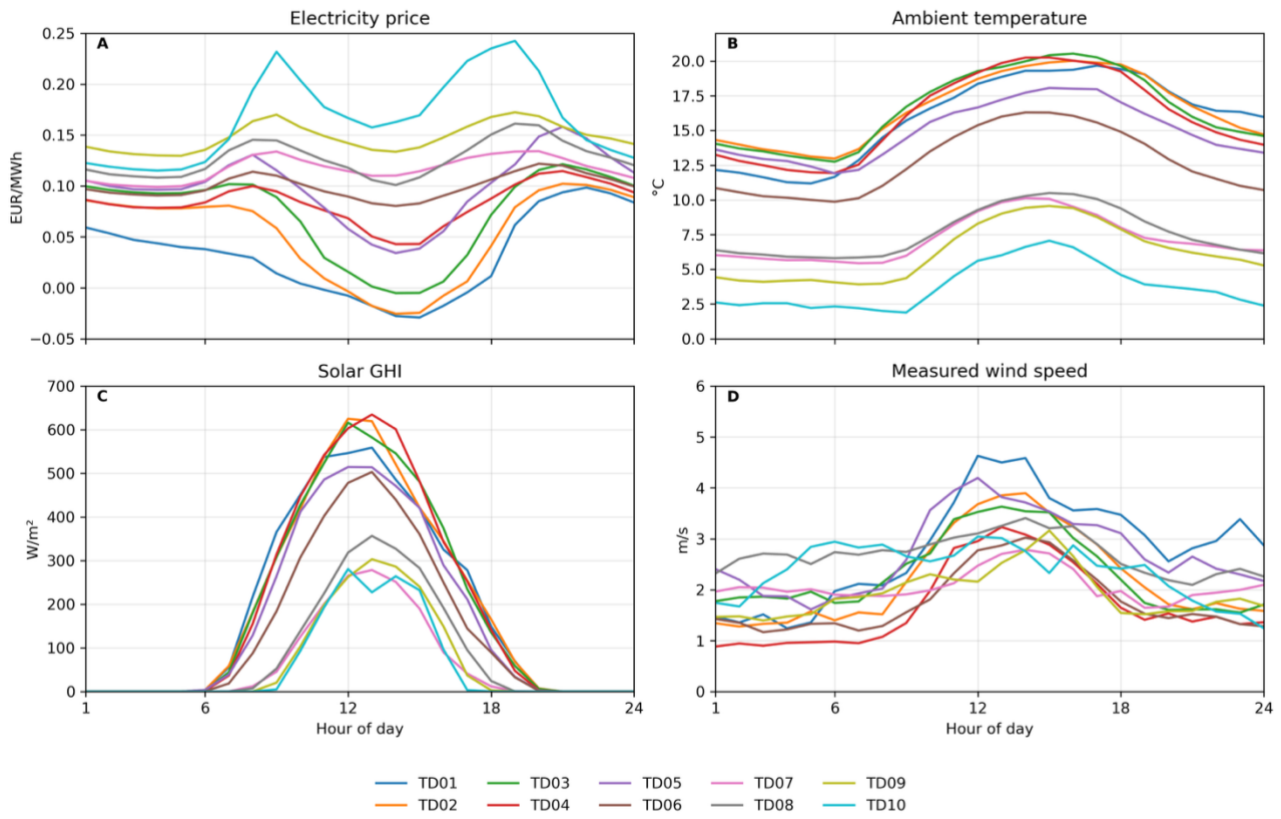 Electricity price
A
EUR/MWh
0.25
0.20
0.15
0.10
0.05
0.00
−0.05
Ambient temperature
B
°C
20.0
17.5
15.0
12.5
10.0
7.5
5.0
2.5
0.0
Solar GHI
C
W/m²
700
600
500
400
300
200
100
0
1 6 12 18 24
Hour of day
Measured wind speed
D
m/s
6
5
4
3
2
1
0
1 6 12 18 24
Hour of day
TD01 TD03 TD05 TD07 TD09
TD02 TD04 TD06 TD08 TD10